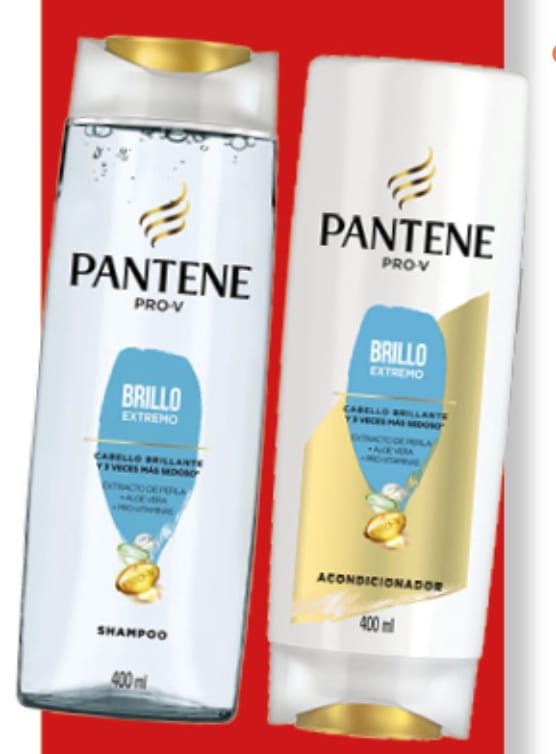 PANTENE
PRO-V
BRILLO
EXTREMO
CABELLO BRILLANTE
Y 3 VECES MÁS SEDOSO*
EXTRACTO DE PERLA
+ ALOE VERA
+ PRO-VITAMINAS
SHAMPOO
400 ml
PANTENE
PRO-V
BRILLO
EXTREMO
CABELLO BRILLANTE
Y 3 VECES MÁS SEDOSO*
EXTRACTO DE PERLA
+ ALOE VERA
+ PRO-VITAMINAS
ACONDICIONADOR
400 ml